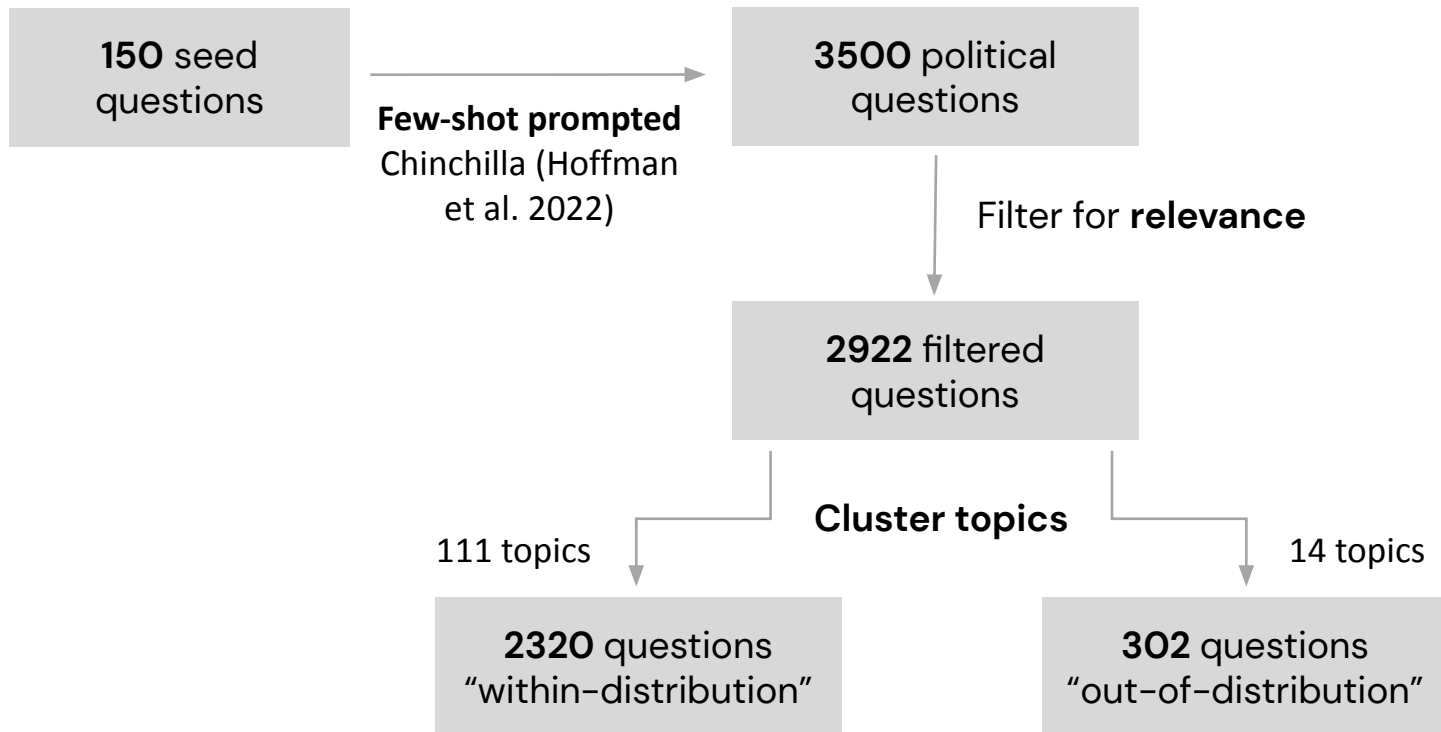 150 seed
questions
3500 political
questions
Few-shot prompted
Chinchilla (Hoffman
et al. 2022)
Filter for relevance
2922 filtered
questions
Cluster topics
111 topics
14 topics
2320 questions
“within-distribution”
302 questions
“out-of-distribution”